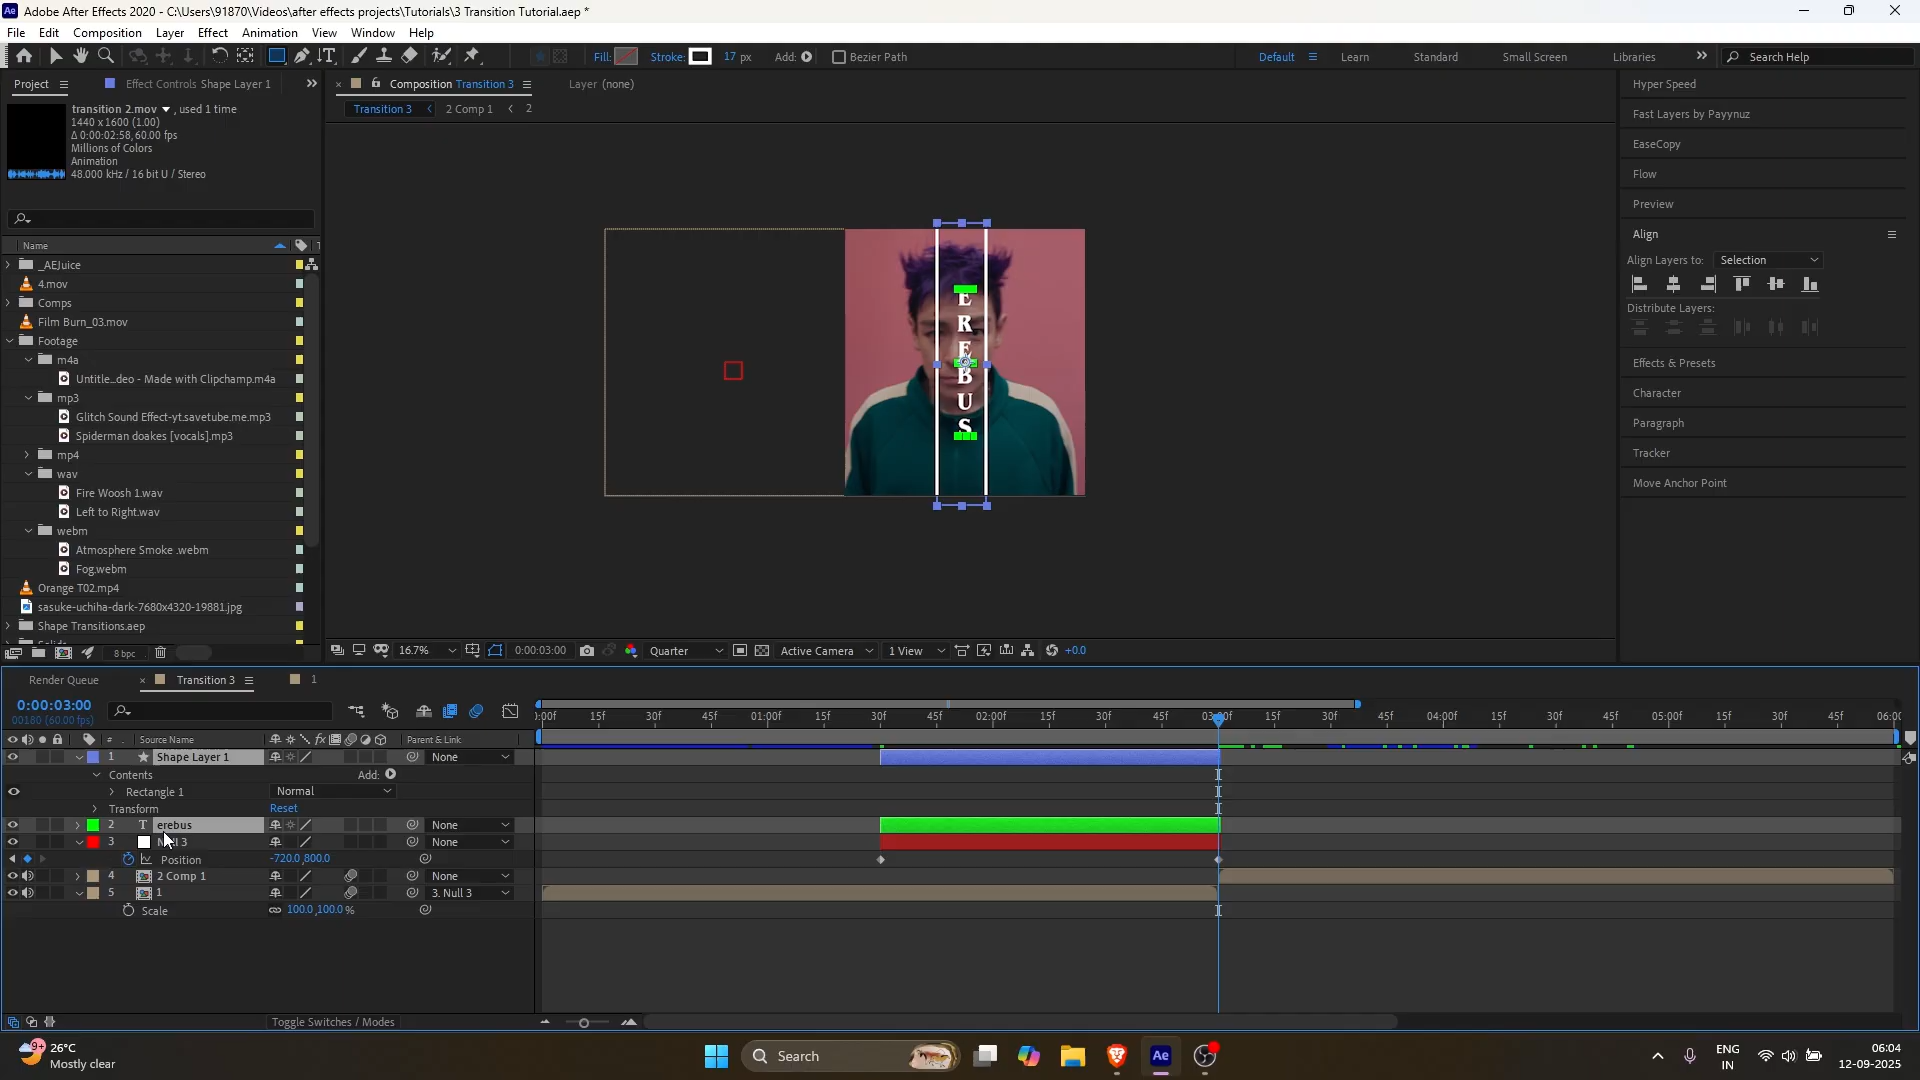 Adobe After Effects 2020 - C:\Users\91870\Videos\after effects projects\Tutorials\3 Transition Tutorial.aep *
File Edit Composition Layer Effect Animation View Window Help
Fill: Stroke: 17 px Add: Bezier Path Default Learn Standard Small Screen Libraries Search Help
Project Effect Controls Shape Layer 1 Composition Transition 3 Layer (none)
transition 2.mov, used 1 time
1440 x 1600 (1.00)
Δ 0:00:02:58, 60.00 fps
Millions of Colors
Animation
48.000 kHz / 16 bit U / Stereo
Transition 3 2 Comp 1 2
Name
_AEJuice
4.mov
Comps
Film Burn_03.mov
Footage
m4a
Untitle...deo - Made with Clipchamp.m4a
mp3
Glitch Sound Effect-yt.savetube.me.mp3
Spiderman doakes [vocals].mp3
mp4
wav
Fire Woosh 1.wav
Left to Right.wav
webm
Atmosphere Smoke .webm
Fog.webm
Orange T02.mp4
sasuke-uchiha-dark-7680x4320-19881.jpg
Shape Transitions.aep
8 bpc
E
R
E
B
U
S
16.7% 0:00:03:00 Quarter Active Camera 1 View +0.0
Hyper Speed
Fast Layers by Payynuz
EaseCopy
Flow
Preview
Align
Align Layers to: Selection
Distribute Layers:
Effects & Presets
Character
Paragraph
Tracker
Move Anchor Point
Render Queue Transition 3 1
0:00:03:00
00180 (60.00 fps)
:00f 15f 30f 45f 01:00f 15f 30f 45f 02:00f 15f 30f 45f 03:00f 15f 30f 45f 04:00f 15f 30f 45f 05:00f 15f 30f 45f 06:00
# Source Name fx Parent & Link
1 Shape Layer 1 None
Contents Add:
Rectangle 1 Normal
Transform Reset
2 T erebus None
3 3 None
Position -720.0,800.0
4 2 Comp 1 None
5 1 3. Null 3
Scale 100.0,100.0%
Toggle Switches / Modes
9+ 26°C
Mostly clear
Search
ENG
IN
06:04
12-09-2025